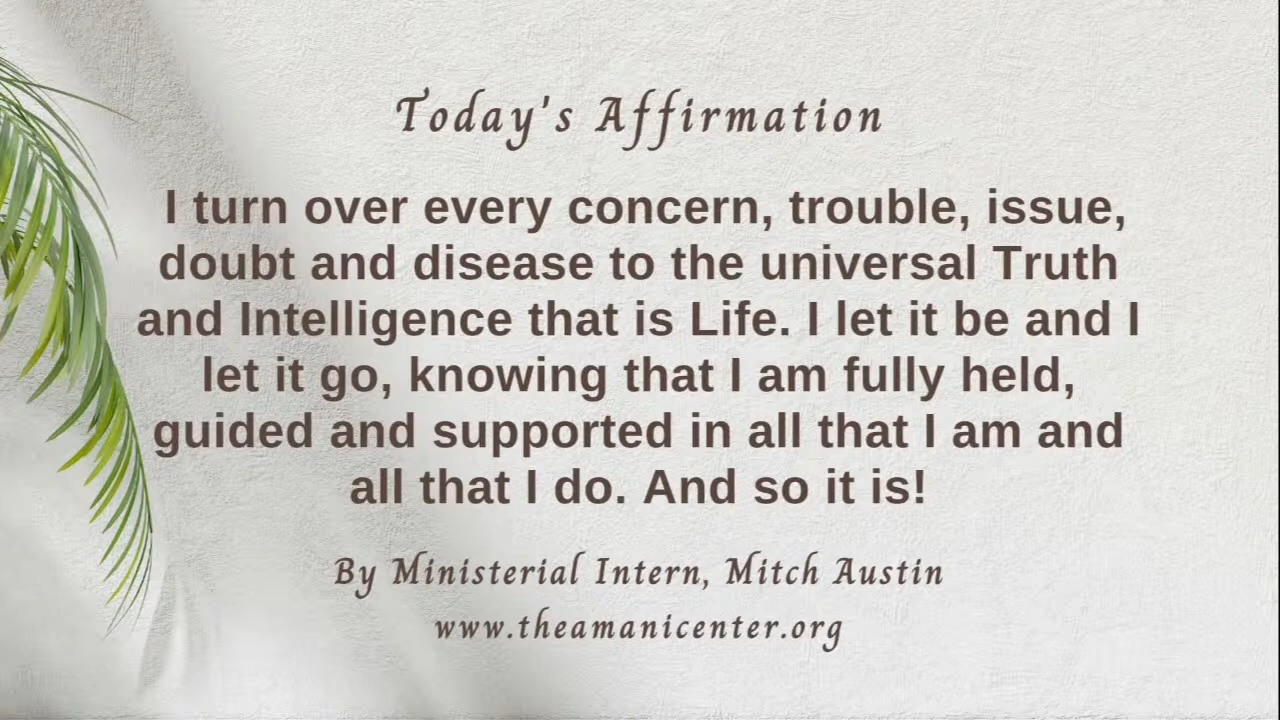 Today's Affirmation
I turn over every concern, trouble, issue,
doubt and disease to the universal Truth
and Intelligence that is Life. I let it be and I
let it go, knowing that I am fully held,
guided and supported in all that I am and
all that I do. And so it is!
By Ministerial Intern, Mitch Austin
www.theamanicenter.org